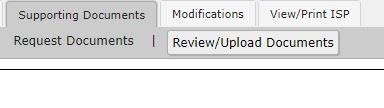 Supporting Documents Modifications View/Print ISP
Request Documents | Review/Upload Documents